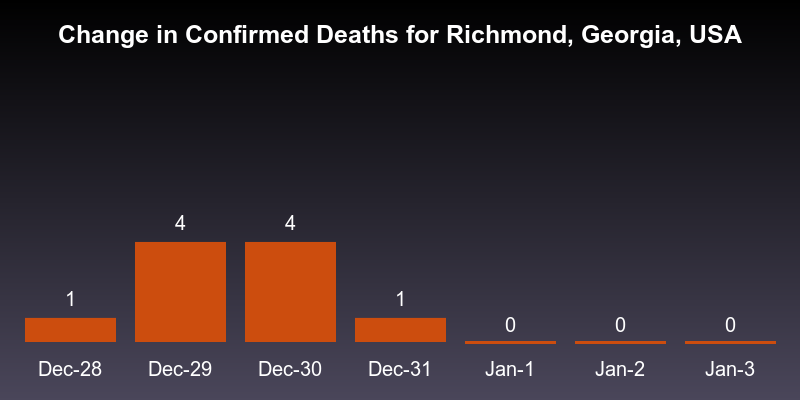 Change in Confirmed Deaths for Richmond, Georgia, USA
4 4
1 1
0 0 0
Dec-28 Dec-29 Dec-30 Dec-31 Jan-1 Jan-2 Jan-3